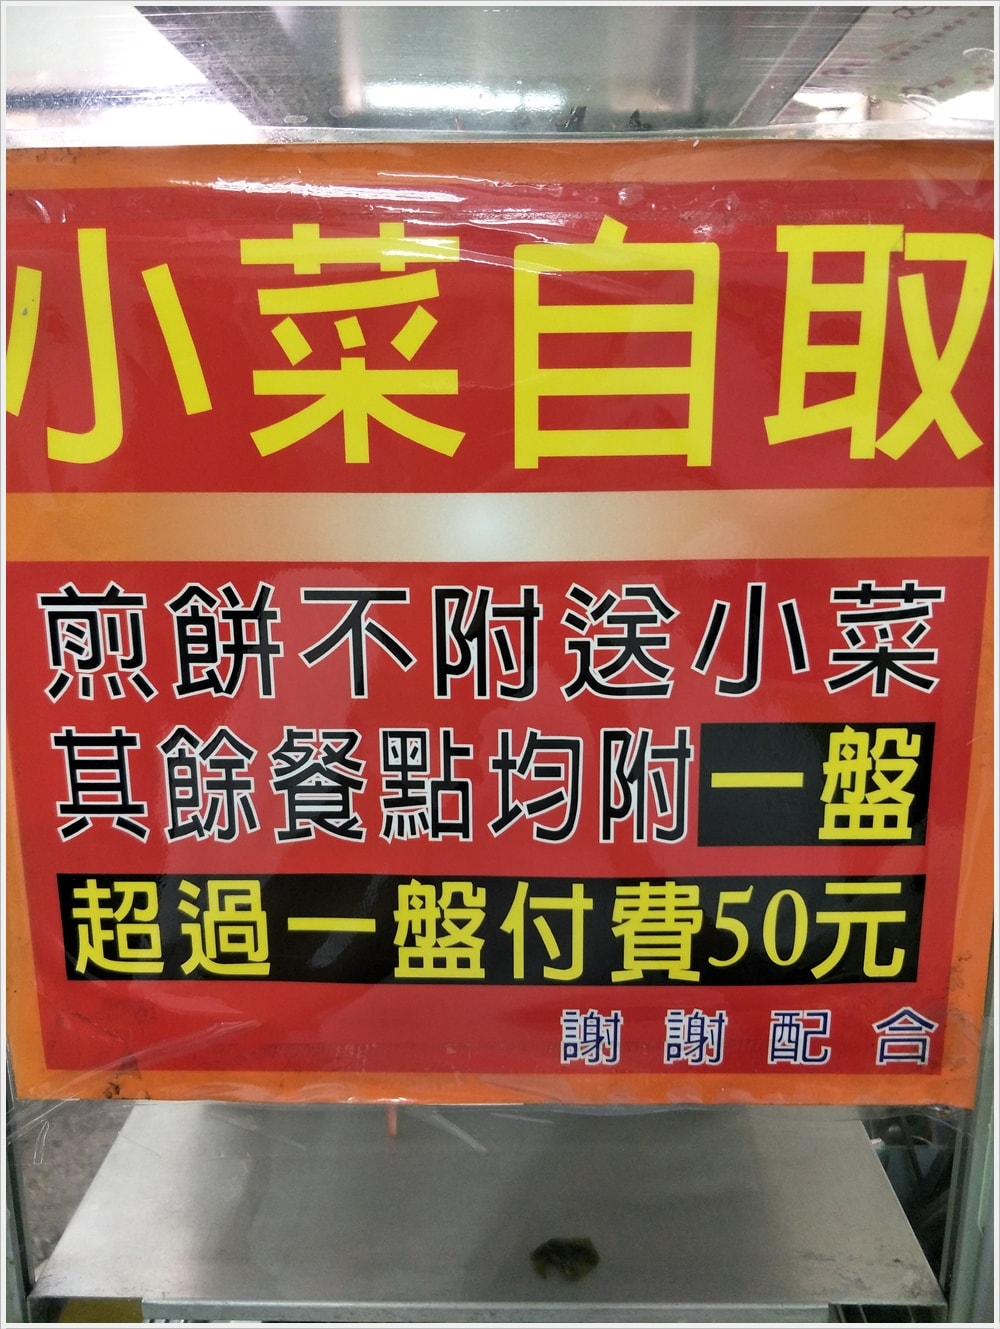 小菜自取
煎餅不附送小菜
其餘餐點均附一盤
超過一盤付費50元
謝謝配合